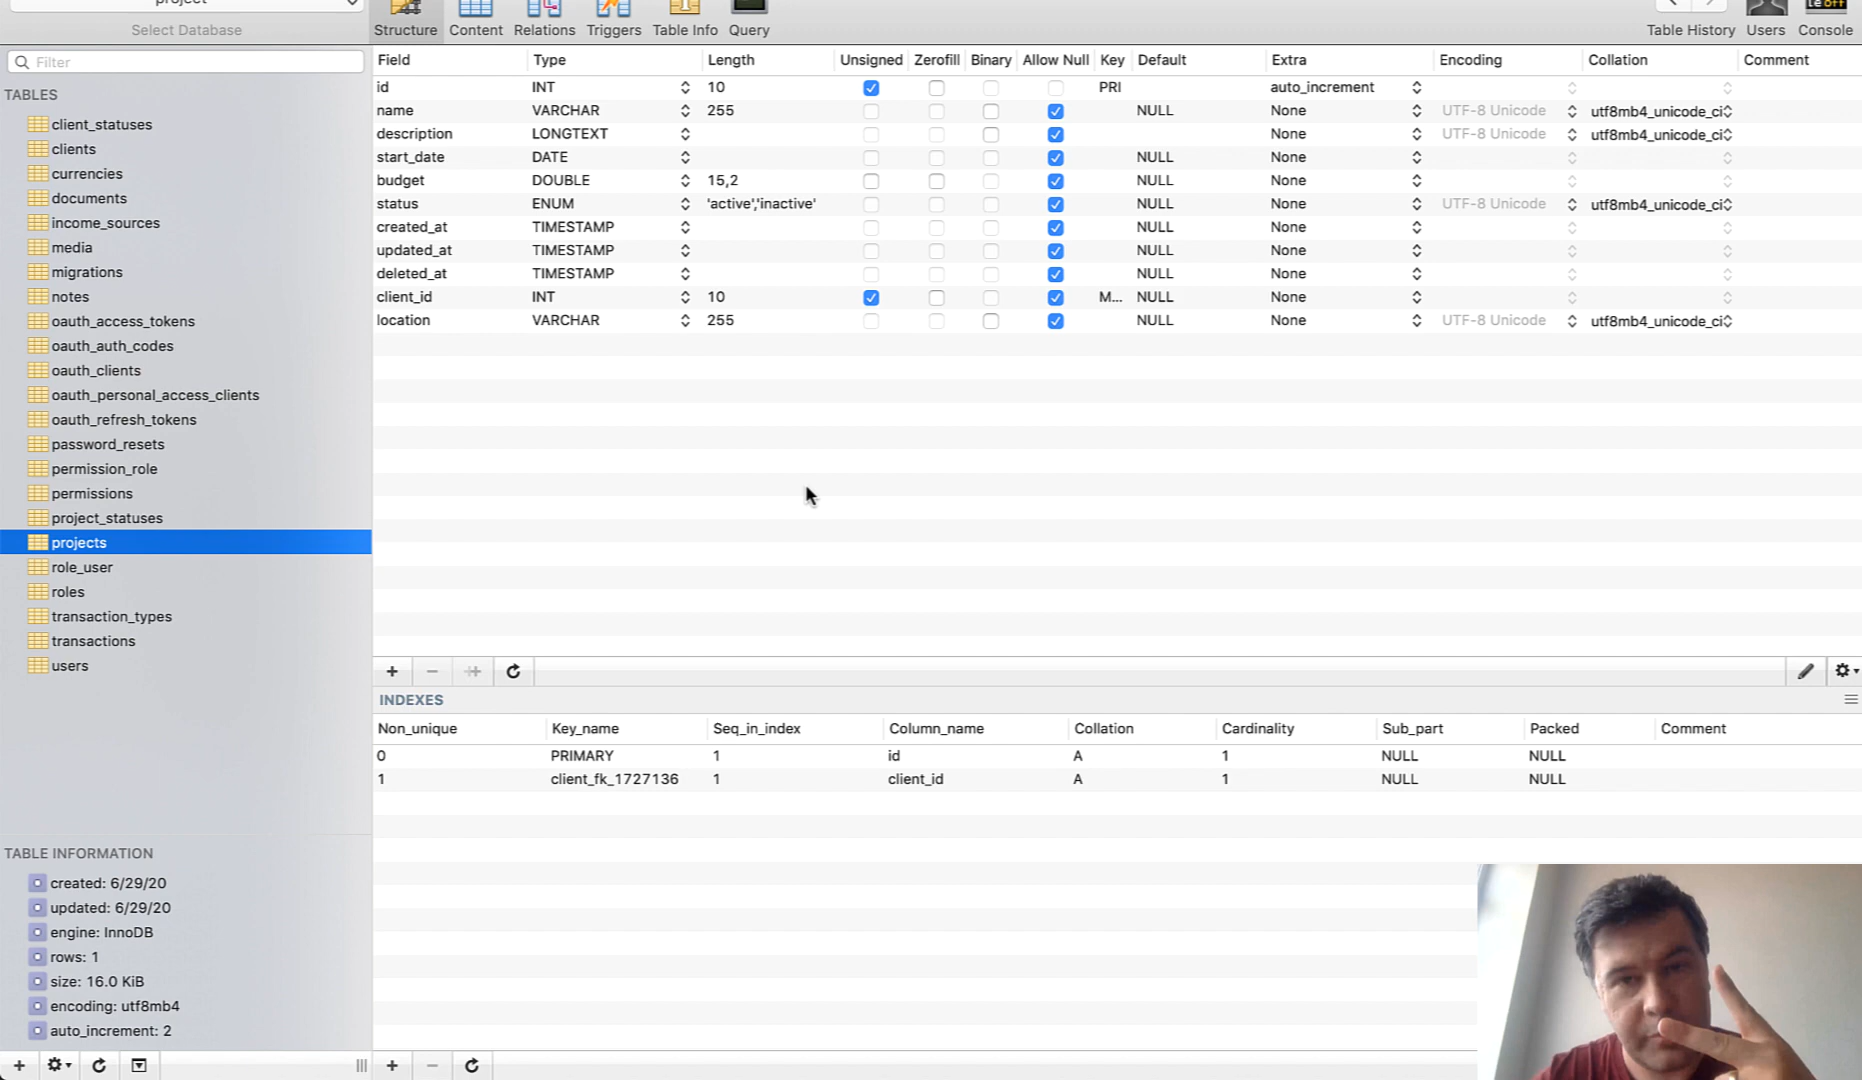 project
Select Database
Structure Content Relations Triggers Table Info Query
Table History Users Console
Filter
TABLES
client_statuses
clients
currencies
documents
income_sources
media
migrations
notes
oauth_access_tokens
oauth_auth_codes
oauth_clients
oauth_personal_access_clients
oauth_refresh_tokens
password_resets
permission_role
permissions
project_statuses
projects
role_user
roles
transaction_types
transactions
users
TABLE INFORMATION
created: 6/29/20
updated: 6/29/20
engine: InnoDB
rows: 1
size: 16.0 KiB
encoding: utf8mb4
auto_increment: 2
Field Type Length Unsigned Zerofill Binary Allow Null Key Default Extra Encoding Collation Comment
id INT 10 PRI auto_increment
name VARCHAR 255 NULL None UTF-8 Unicode utf8mb4_unicode_ci
description LONGTEXT None UTF-8 Unicode utf8mb4_unicode_ci
start_date DATE NULL None
budget DOUBLE 15,2 NULL None
status ENUM 'active','inactive' NULL None UTF-8 Unicode utf8mb4_unicode_ci
created_at TIMESTAMP NULL None
updated_at TIMESTAMP NULL None
deleted_at TIMESTAMP NULL None
client_id INT 10 M... NULL None
location VARCHAR 255 NULL None UTF-8 Unicode utf8mb4_unicode_ci
INDEXES
Non_unique Key_name Seq_in_index Column_name Collation Cardinality Sub_part Packed Comment
0 PRIMARY 1 id A 1 NULL NULL
1 client_fk_1727136 1 client_id A 1 NULL NULL